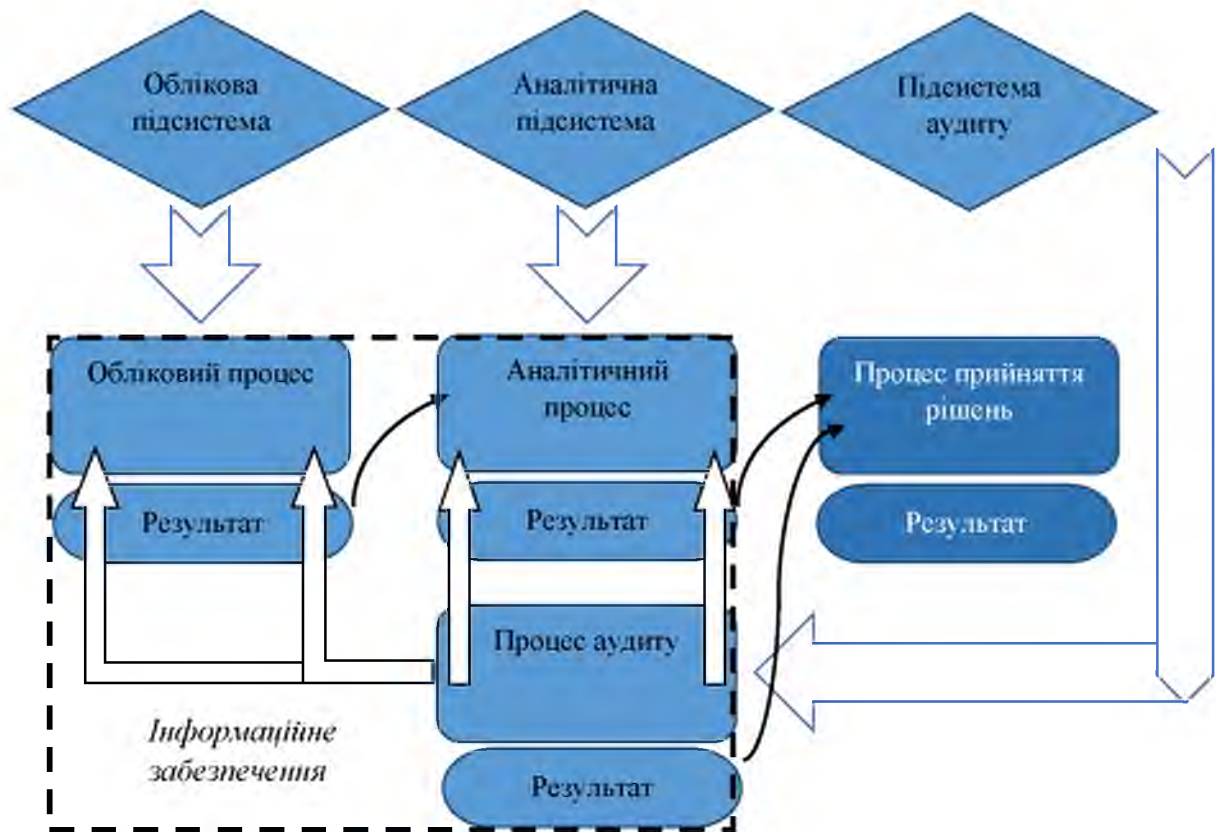 Облікова
підсистема
Аналітична
підсистема
Підсистема
аудиту
Обліковий процес
Аналітичний
процес
Процес прийняття
рішень
Результат
Результат
Результат
Процес аудиту
Інформаційне
забезпечення
Результат